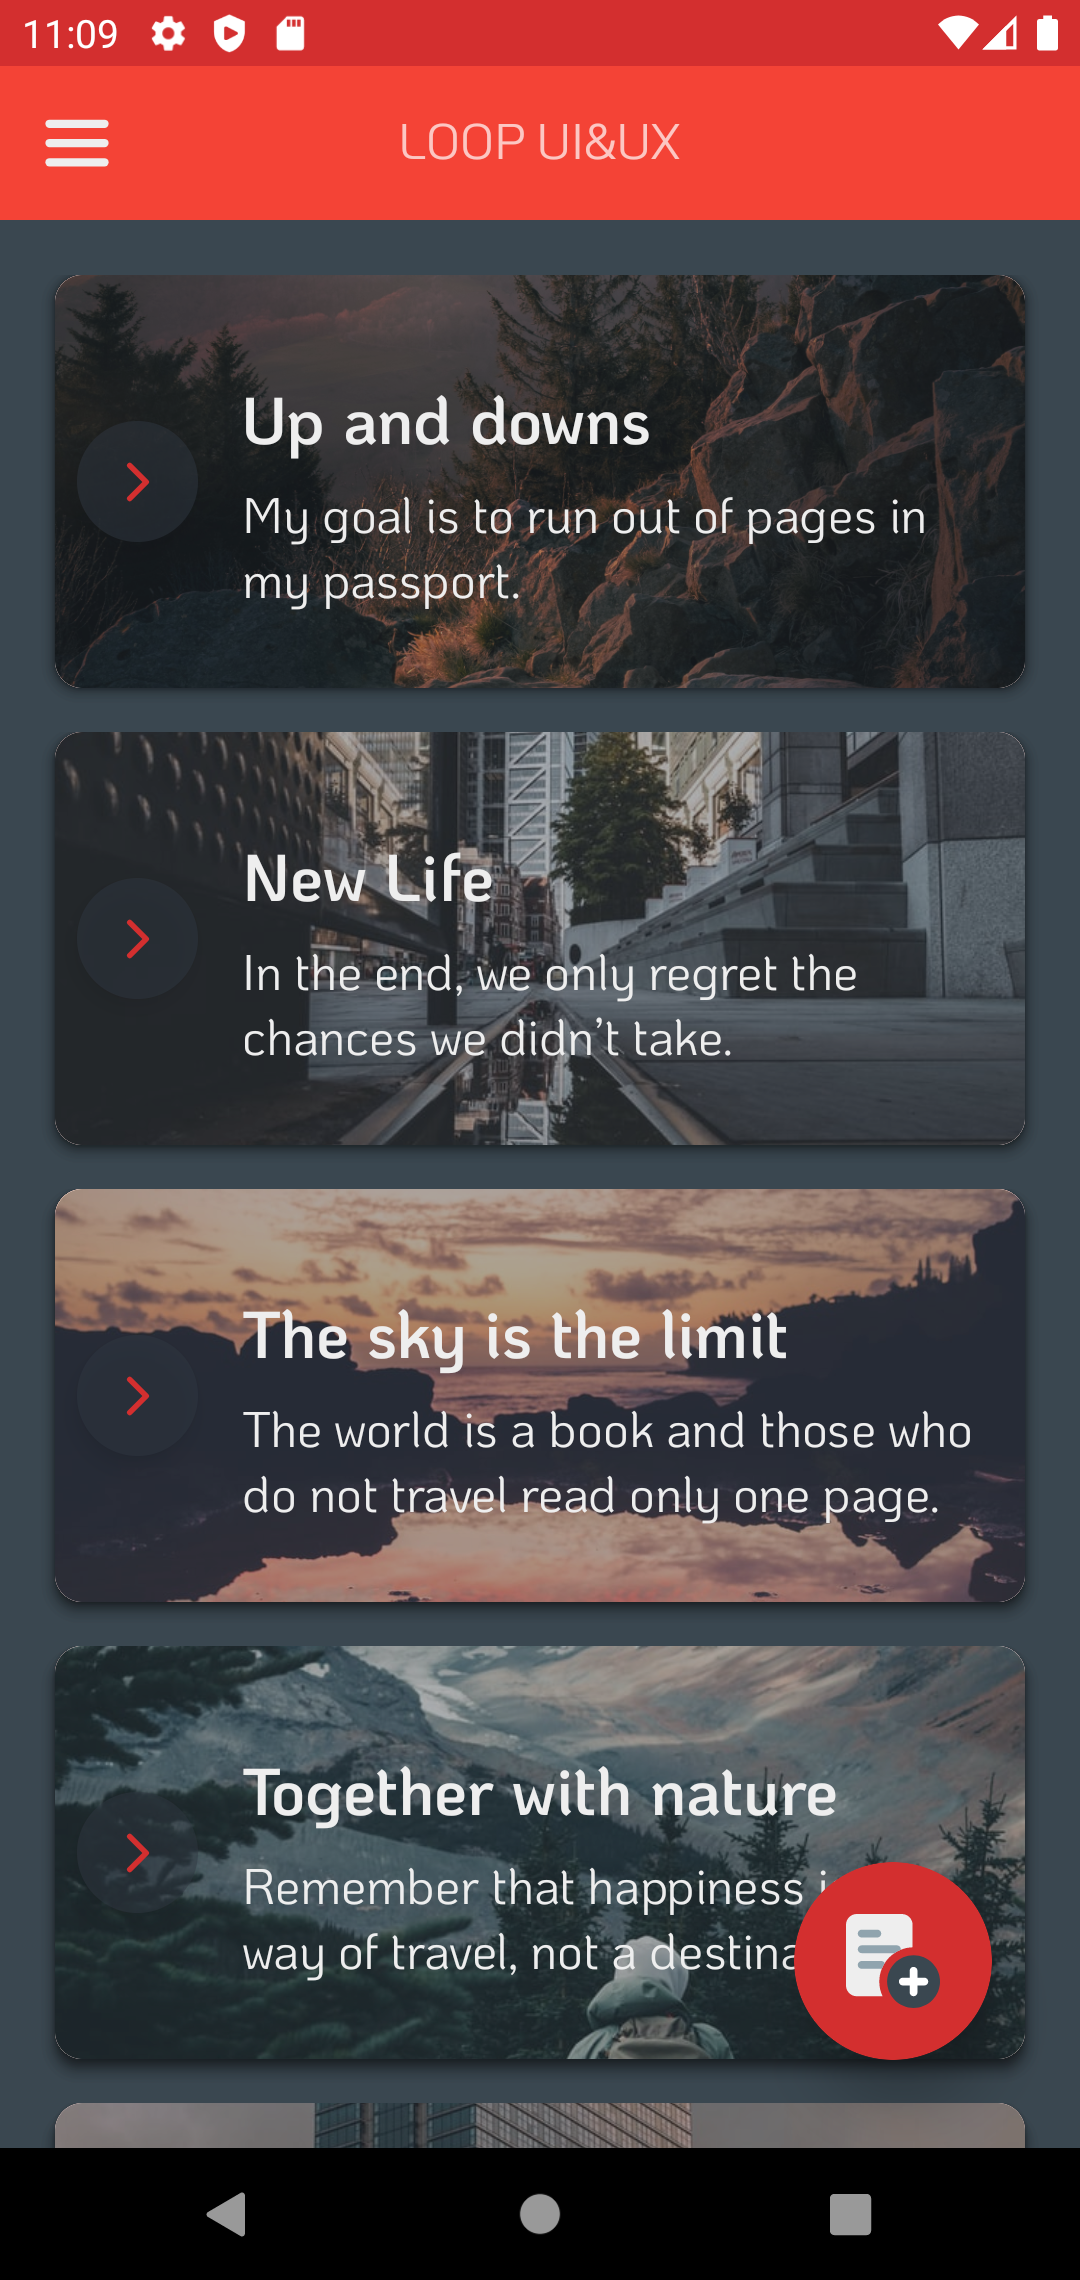 11:09
LOOP UI&UX
Up and downs
My goal is to run out of pages in
my passport.
New Life
In the end, we only regret the
chances we didn't take.
The sky is the limit
The world is a book and those who
do not travel read only one page.
Together with nature
Remember that happiness
way of travel, not a